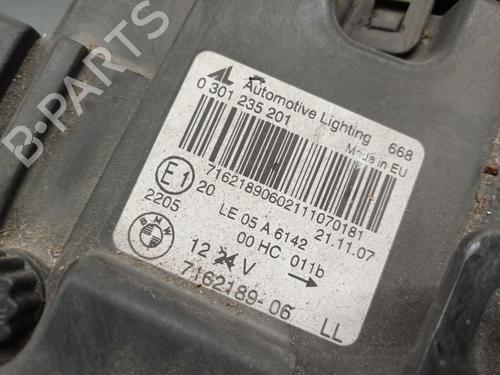 B-PARTS
AL Automotive Lighting 668
0 301 235 201 Made in EU
71621890602111070181
E1 20 21.11.07
2205 LE 05 A 6142
BMW 00 HC 011b
12 24 V
7162189-06 LL